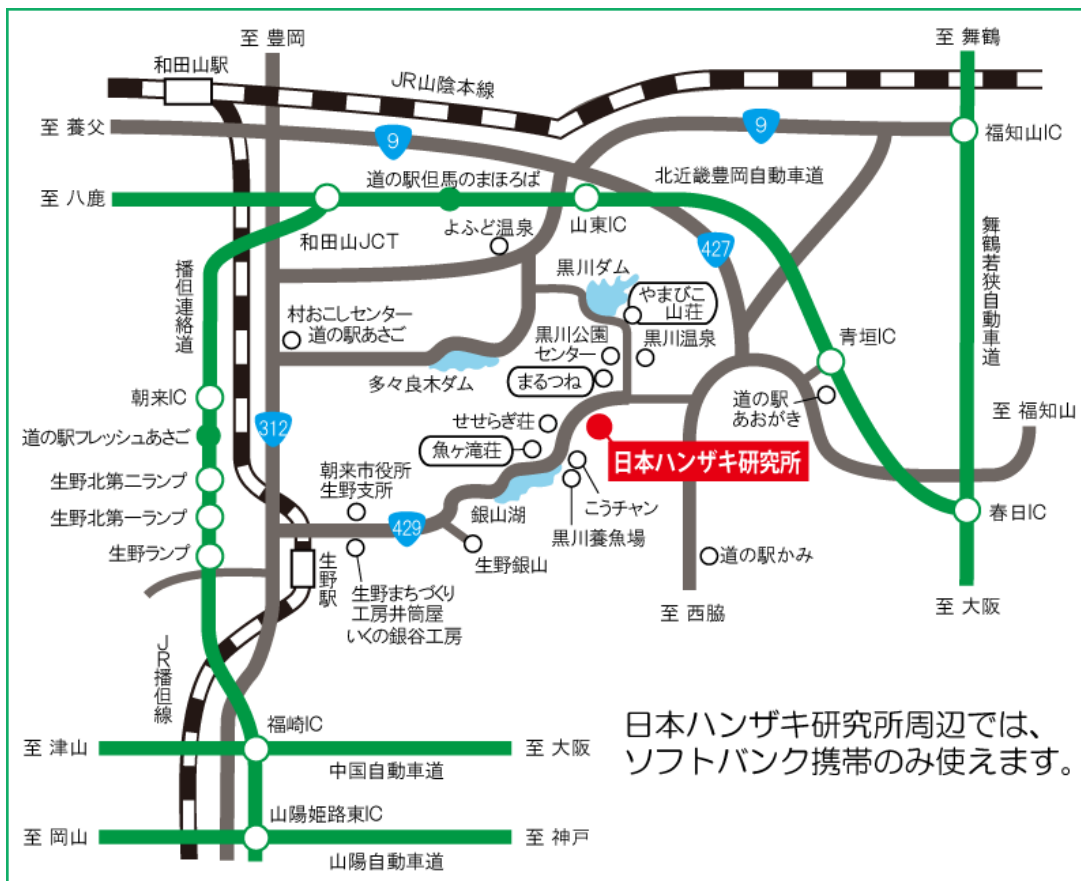 至 豊岡
至 舞鶴
和田山駅
JR山陰本線
至 養父
9
9
福知山IC
道の駅但馬のまほろば
北近畿豊岡自動車道
至 八鹿
山東IC
和田山JCT
よふど温泉
427
舞鶴若狭自動車道
播但連絡道
黒川ダム
やまびこ
山荘
村おこしセンター
道の駅あさご
黒川公園
センター
黒川温泉
青垣IC
多々良木ダム
まるつね
朝来IC
道の駅
あおがき
至 福知山
312
せせらぎ荘
道の駅フレッシュあさご
魚ヶ滝荘
日本ハンザキ研究所
朝来市役所
生野支所
生野北第二ランプ
こうチャン
銀山湖
生野北第一ランプ
429
黒川養魚場
春日IC
生野ランプ
生野駅
生野銀山
道の駅かみ
生野まちづくり
工房井筒屋
いくの銀谷工房
至 西脇
至 大阪
JR播但線
福崎IC
至 津山
至 大阪
中国自動車道
日本ハンザキ研究所周辺では、
ソフトバンク携帯のみ使えます。
山陽姫路東IC
至 岡山
至 神戸
山陽自動車道